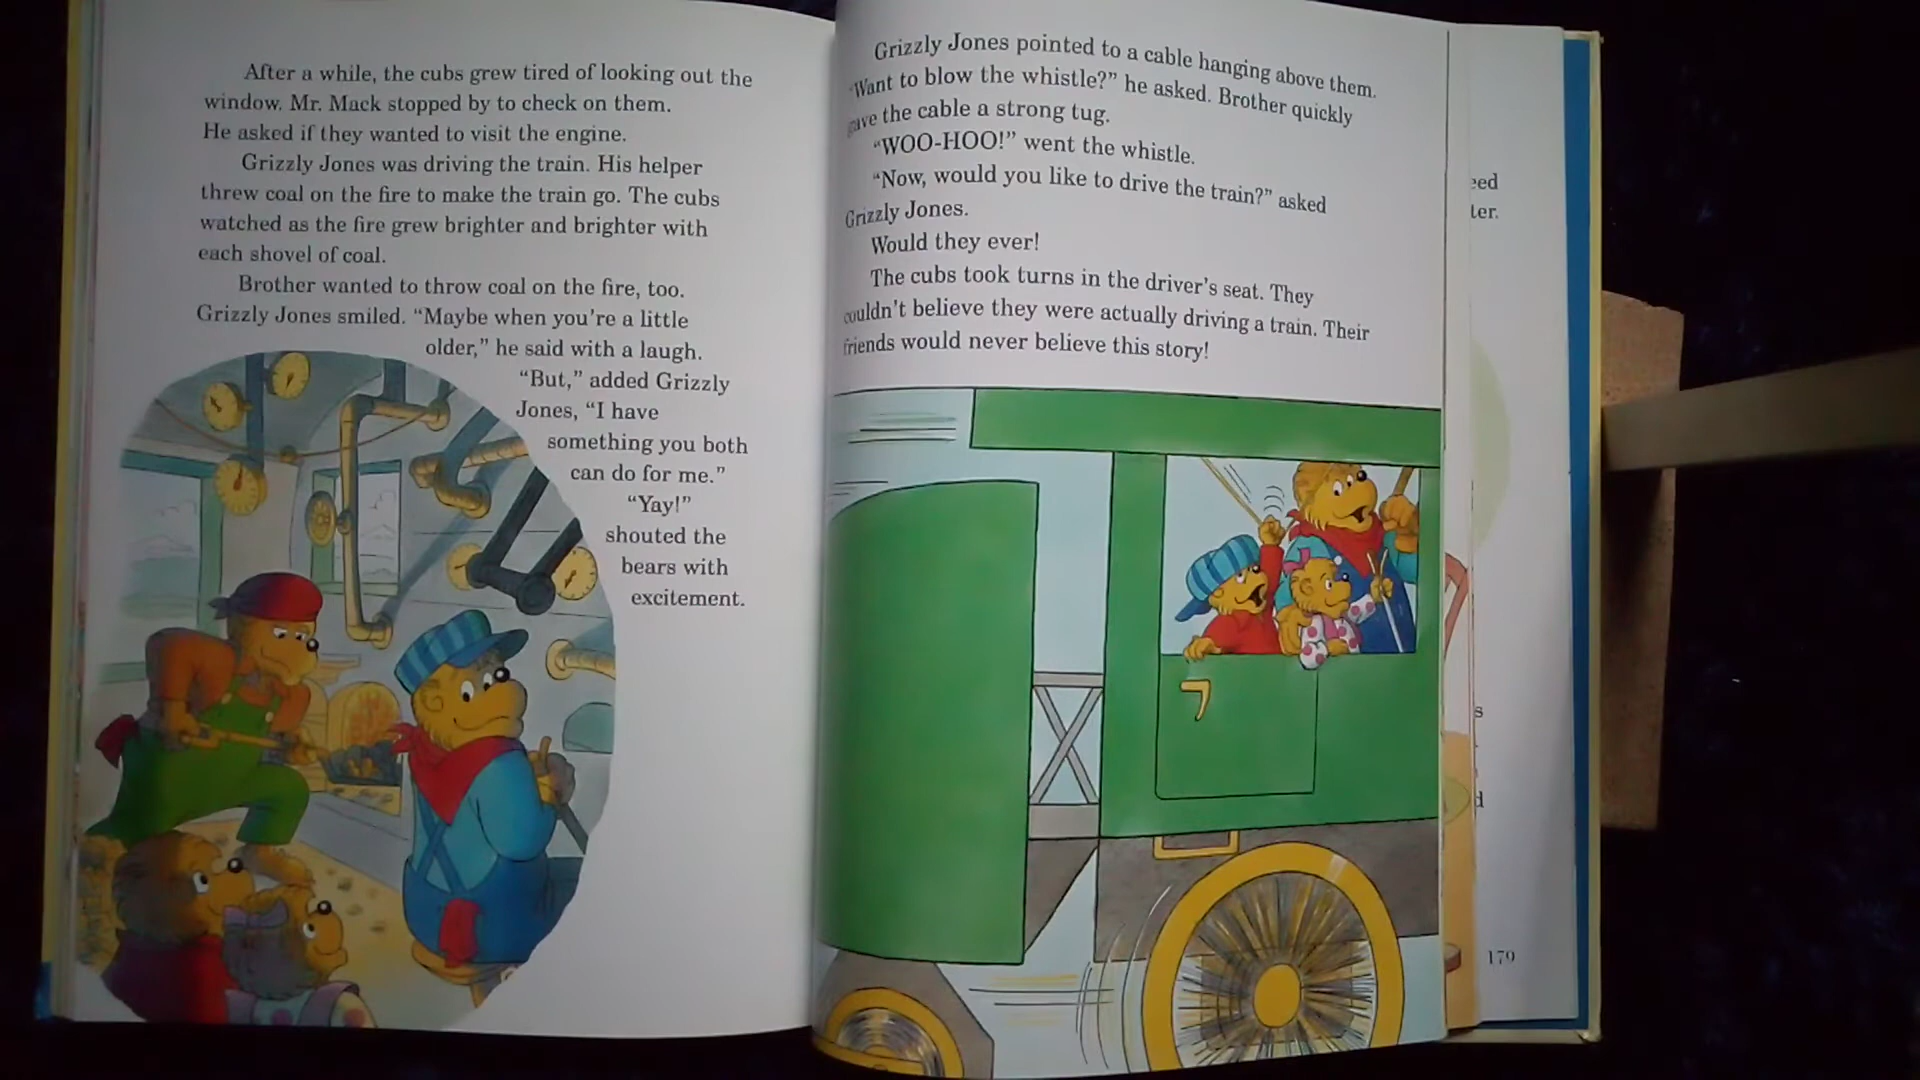 After a while, the cubs grew tired of looking out the
window. Mr. Mack stopped by to check on them.
He asked if they wanted to visit the engine.
Grizzly Jones was driving the train. His helper
threw coal on the fire to make the train go. The cubs
watched as the fire grew brighter and brighter with
each shovel of coal.
Brother wanted to throw coal on the fire, too.
Grizzly Jones smiled. “Maybe when you’re a little
older,” he said with a laugh.
“But,” added Grizzly
Jones, “I have
something you both
can do for me.”
“Yay!”
shouted the
bears with
excitement.
Grizzly Jones pointed to a cable hanging above them.
“Want to blow the whistle?” he asked. Brother quickly
gave the cable a strong tug.
“WOO-HOO!” went the whistle.
“Now, would you like to drive the train?” asked
Grizzly Jones.
Would they ever!
The cubs took turns in the driver’s seat. They
couldn’t believe they were actually driving a train. Their
friends would never believe this story!
179